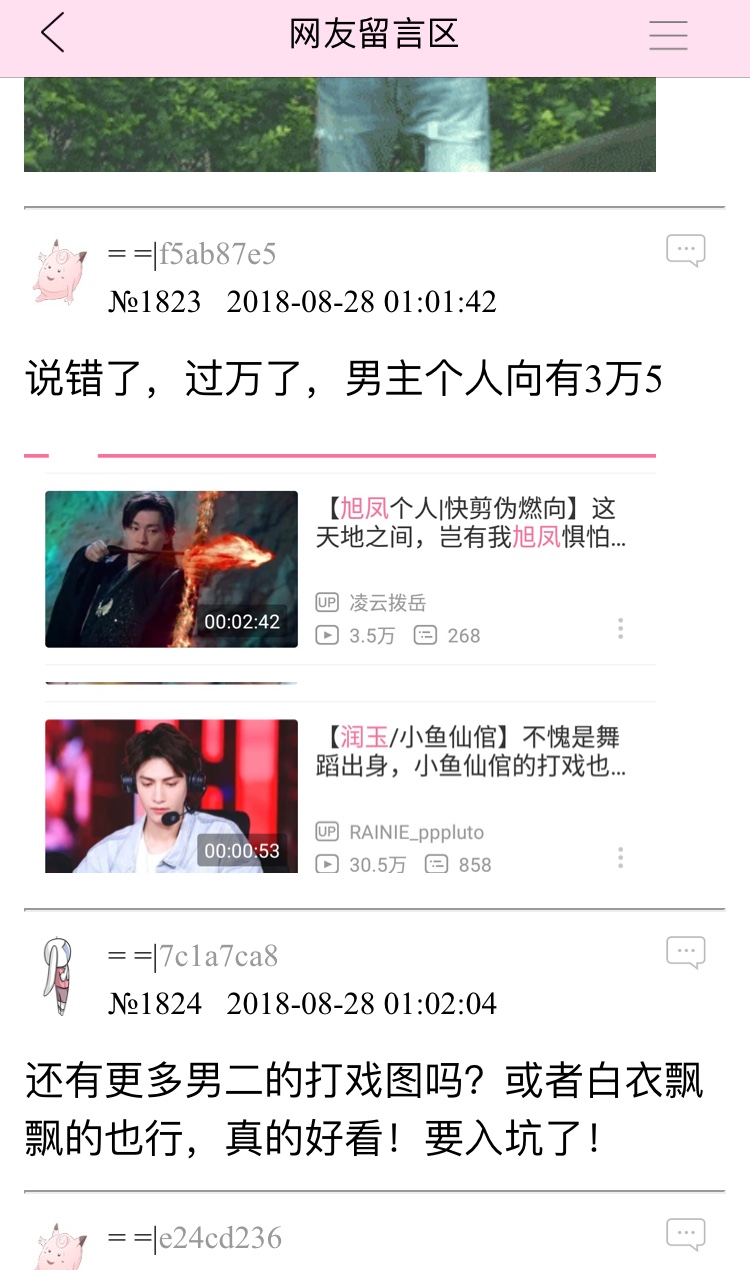 网友留言区
= =|f5ab87e5
№1823 2018-08-28 01:01:42
说错了，过万了，男主个人向有3万5
【旭凤个人|快剪伪燃向】这
天地之间，岂有我旭凤惧怕...
UP 凌云拨岳
3.5万 268
00:02:42
【润玉/小鱼仙倌】不愧是舞
蹈出身，小鱼仙倌的打戏也...
UP RAINIE_pppluto
30.5万 858
00:00:53
= =|7c1a7ca8
№1824 2018-08-28 01:02:04
还有更多男二的打戏图吗？或者白衣飘
飘的也行，真的好看！要入坑了！
= =|e24cd236